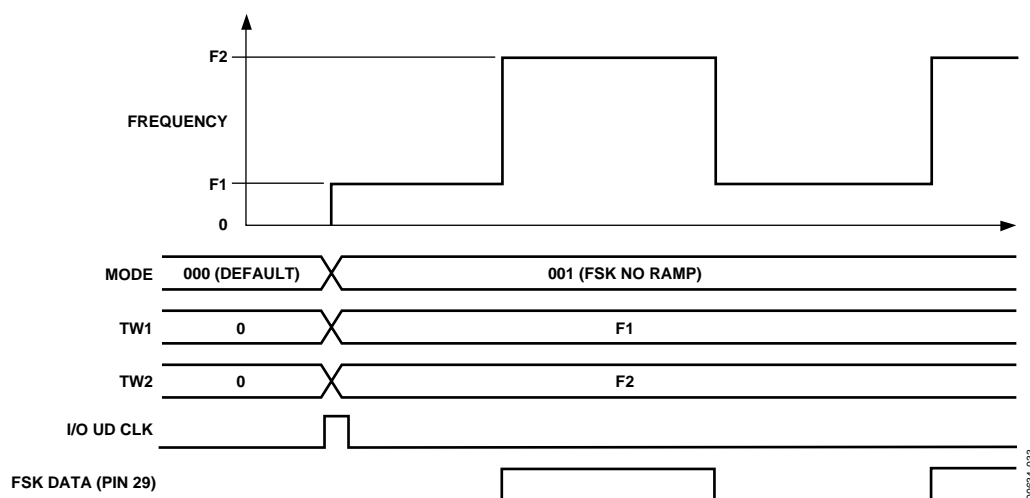 F2
FREQUENCY
F1
0
MODE 000 (DEFAULT) 001 (FSK NO RAMP)
TW1 0 F1
TW2 0 F2
I/O UD CLK
FSK DATA (PIN 29)